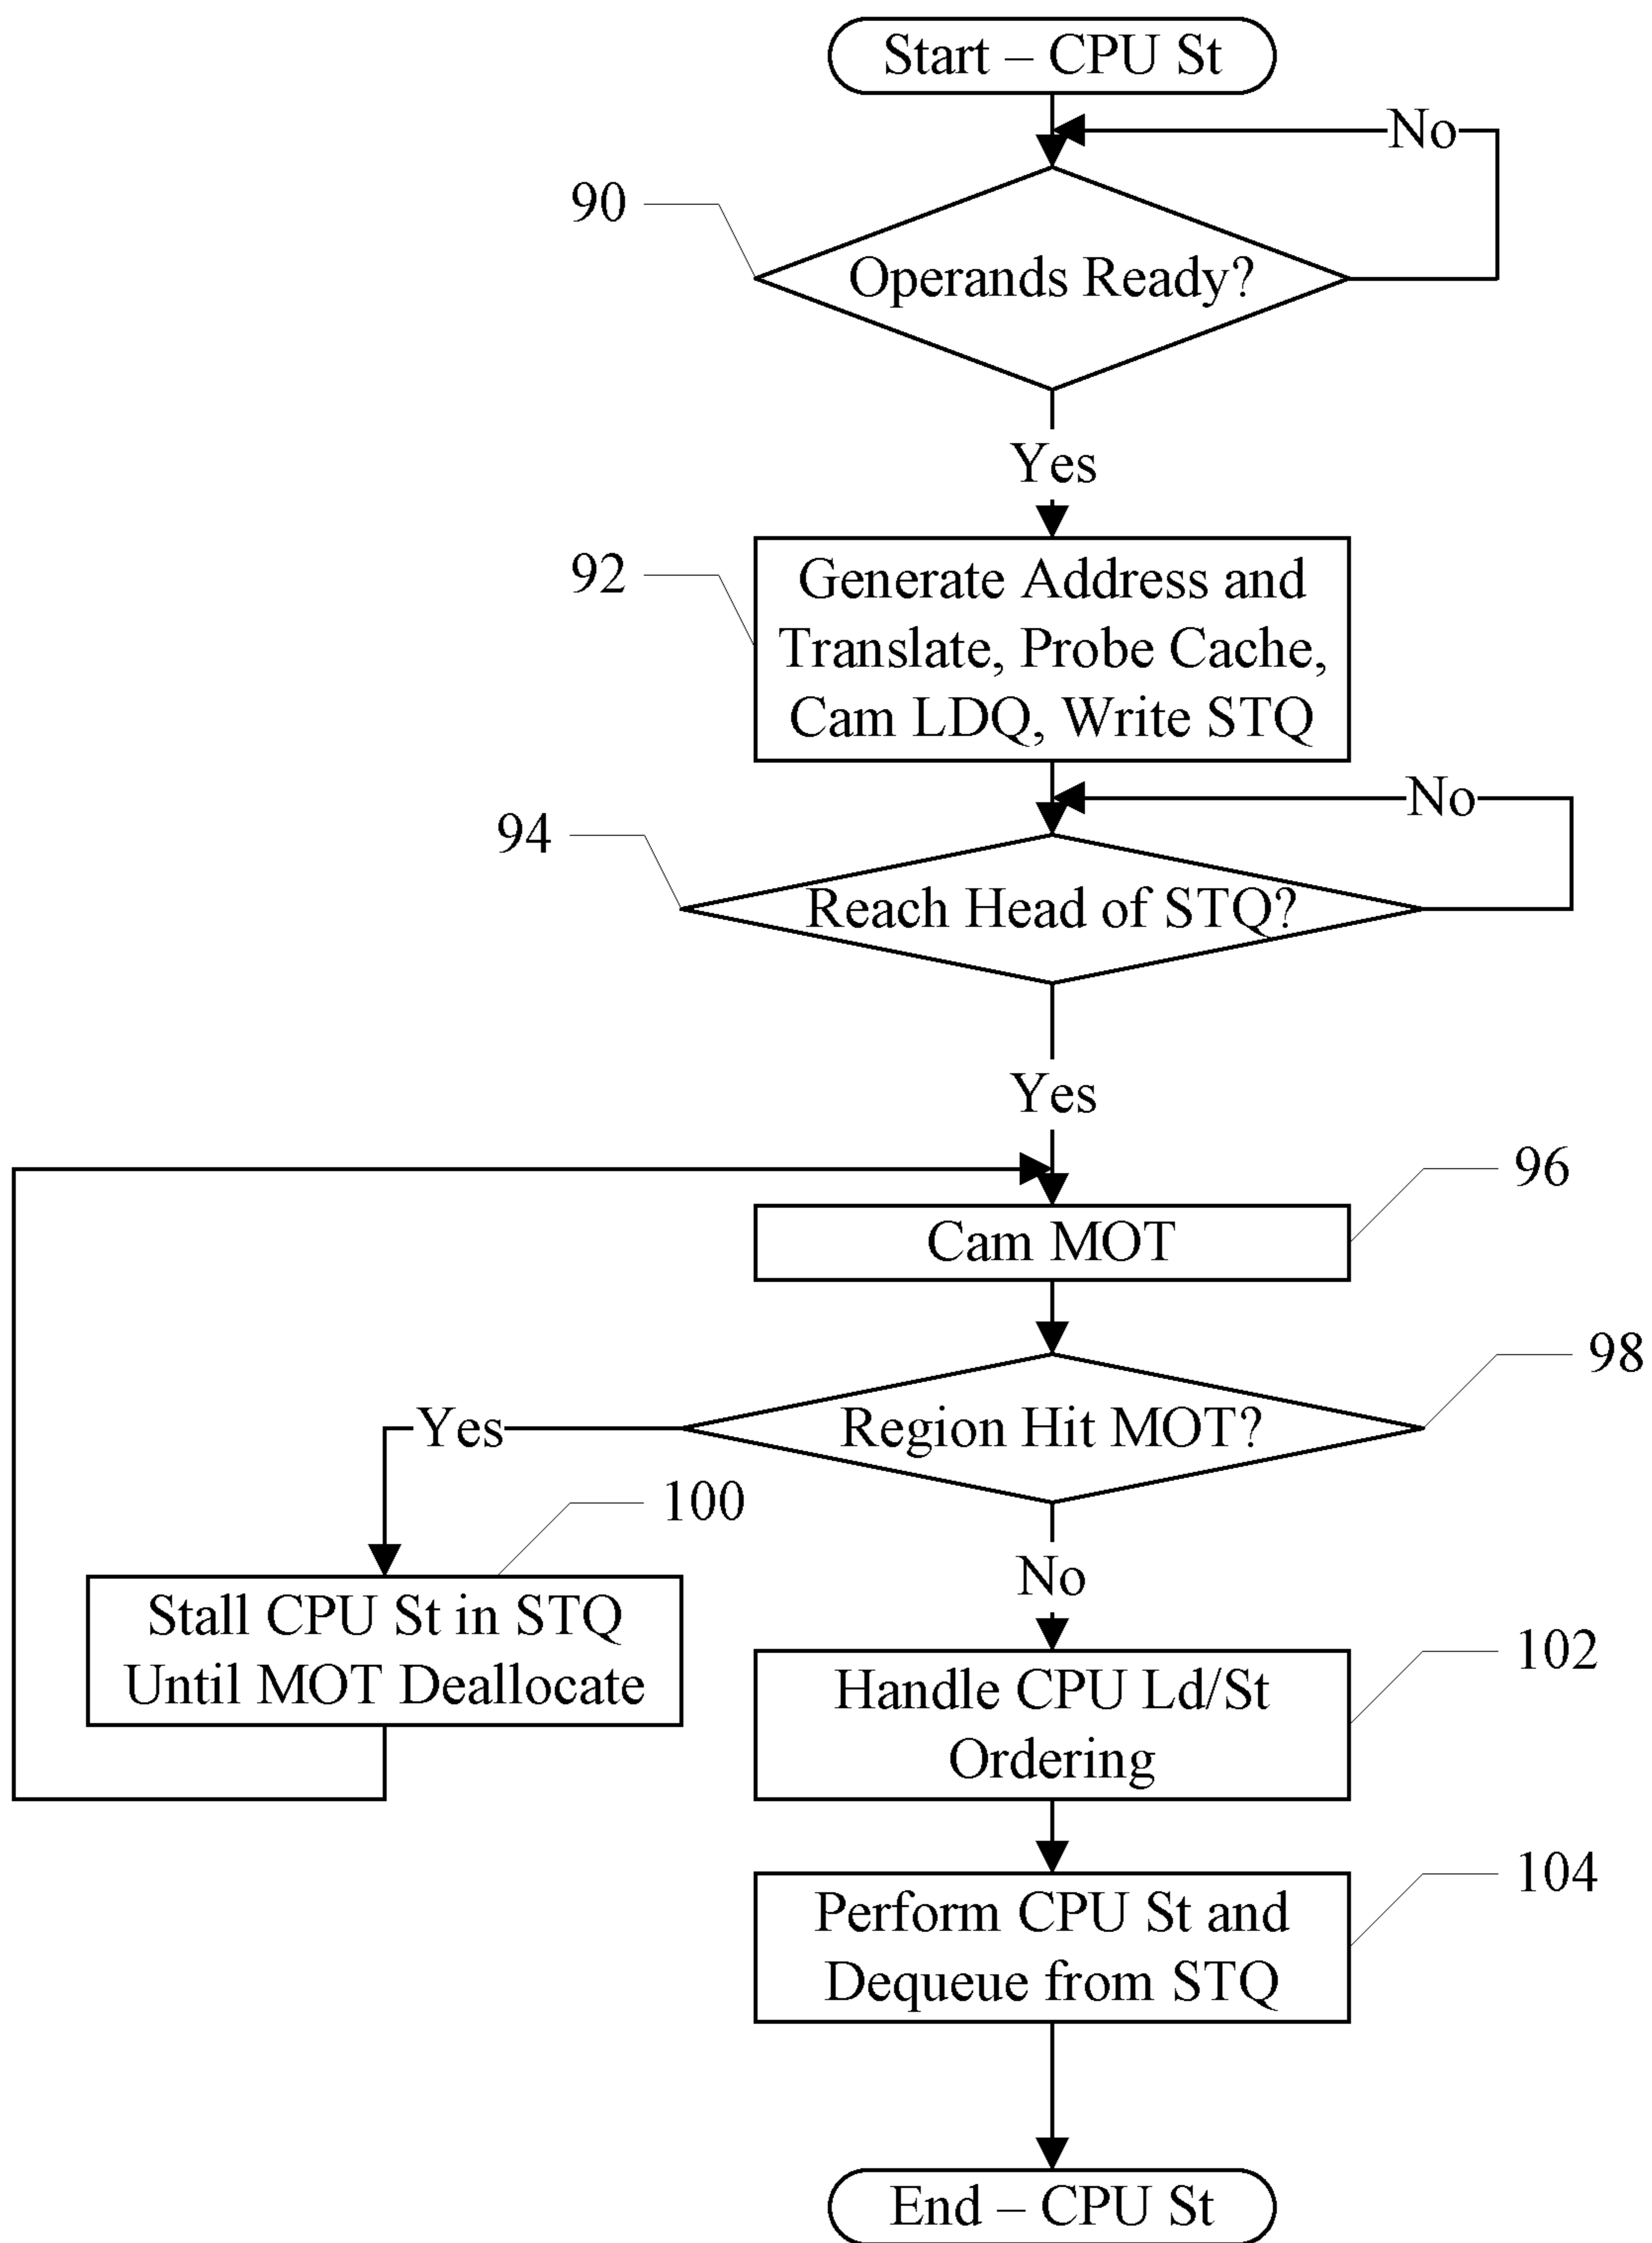 Start – CPU St
No
90
Operands Ready?
Yes
92
Generate Address and
Translate, Probe Cache,
Cam LDQ, Write STQ
No
94
Reach Head of STQ?
Yes
96
Cam MOT
98
Region Hit MOT?
Yes
100
Stall CPU St in STQ
Until MOT Deallocate
No
102
Handle CPU Ld/St
Ordering
104
Perform CPU St and
Dequeue from STQ
End – CPU St